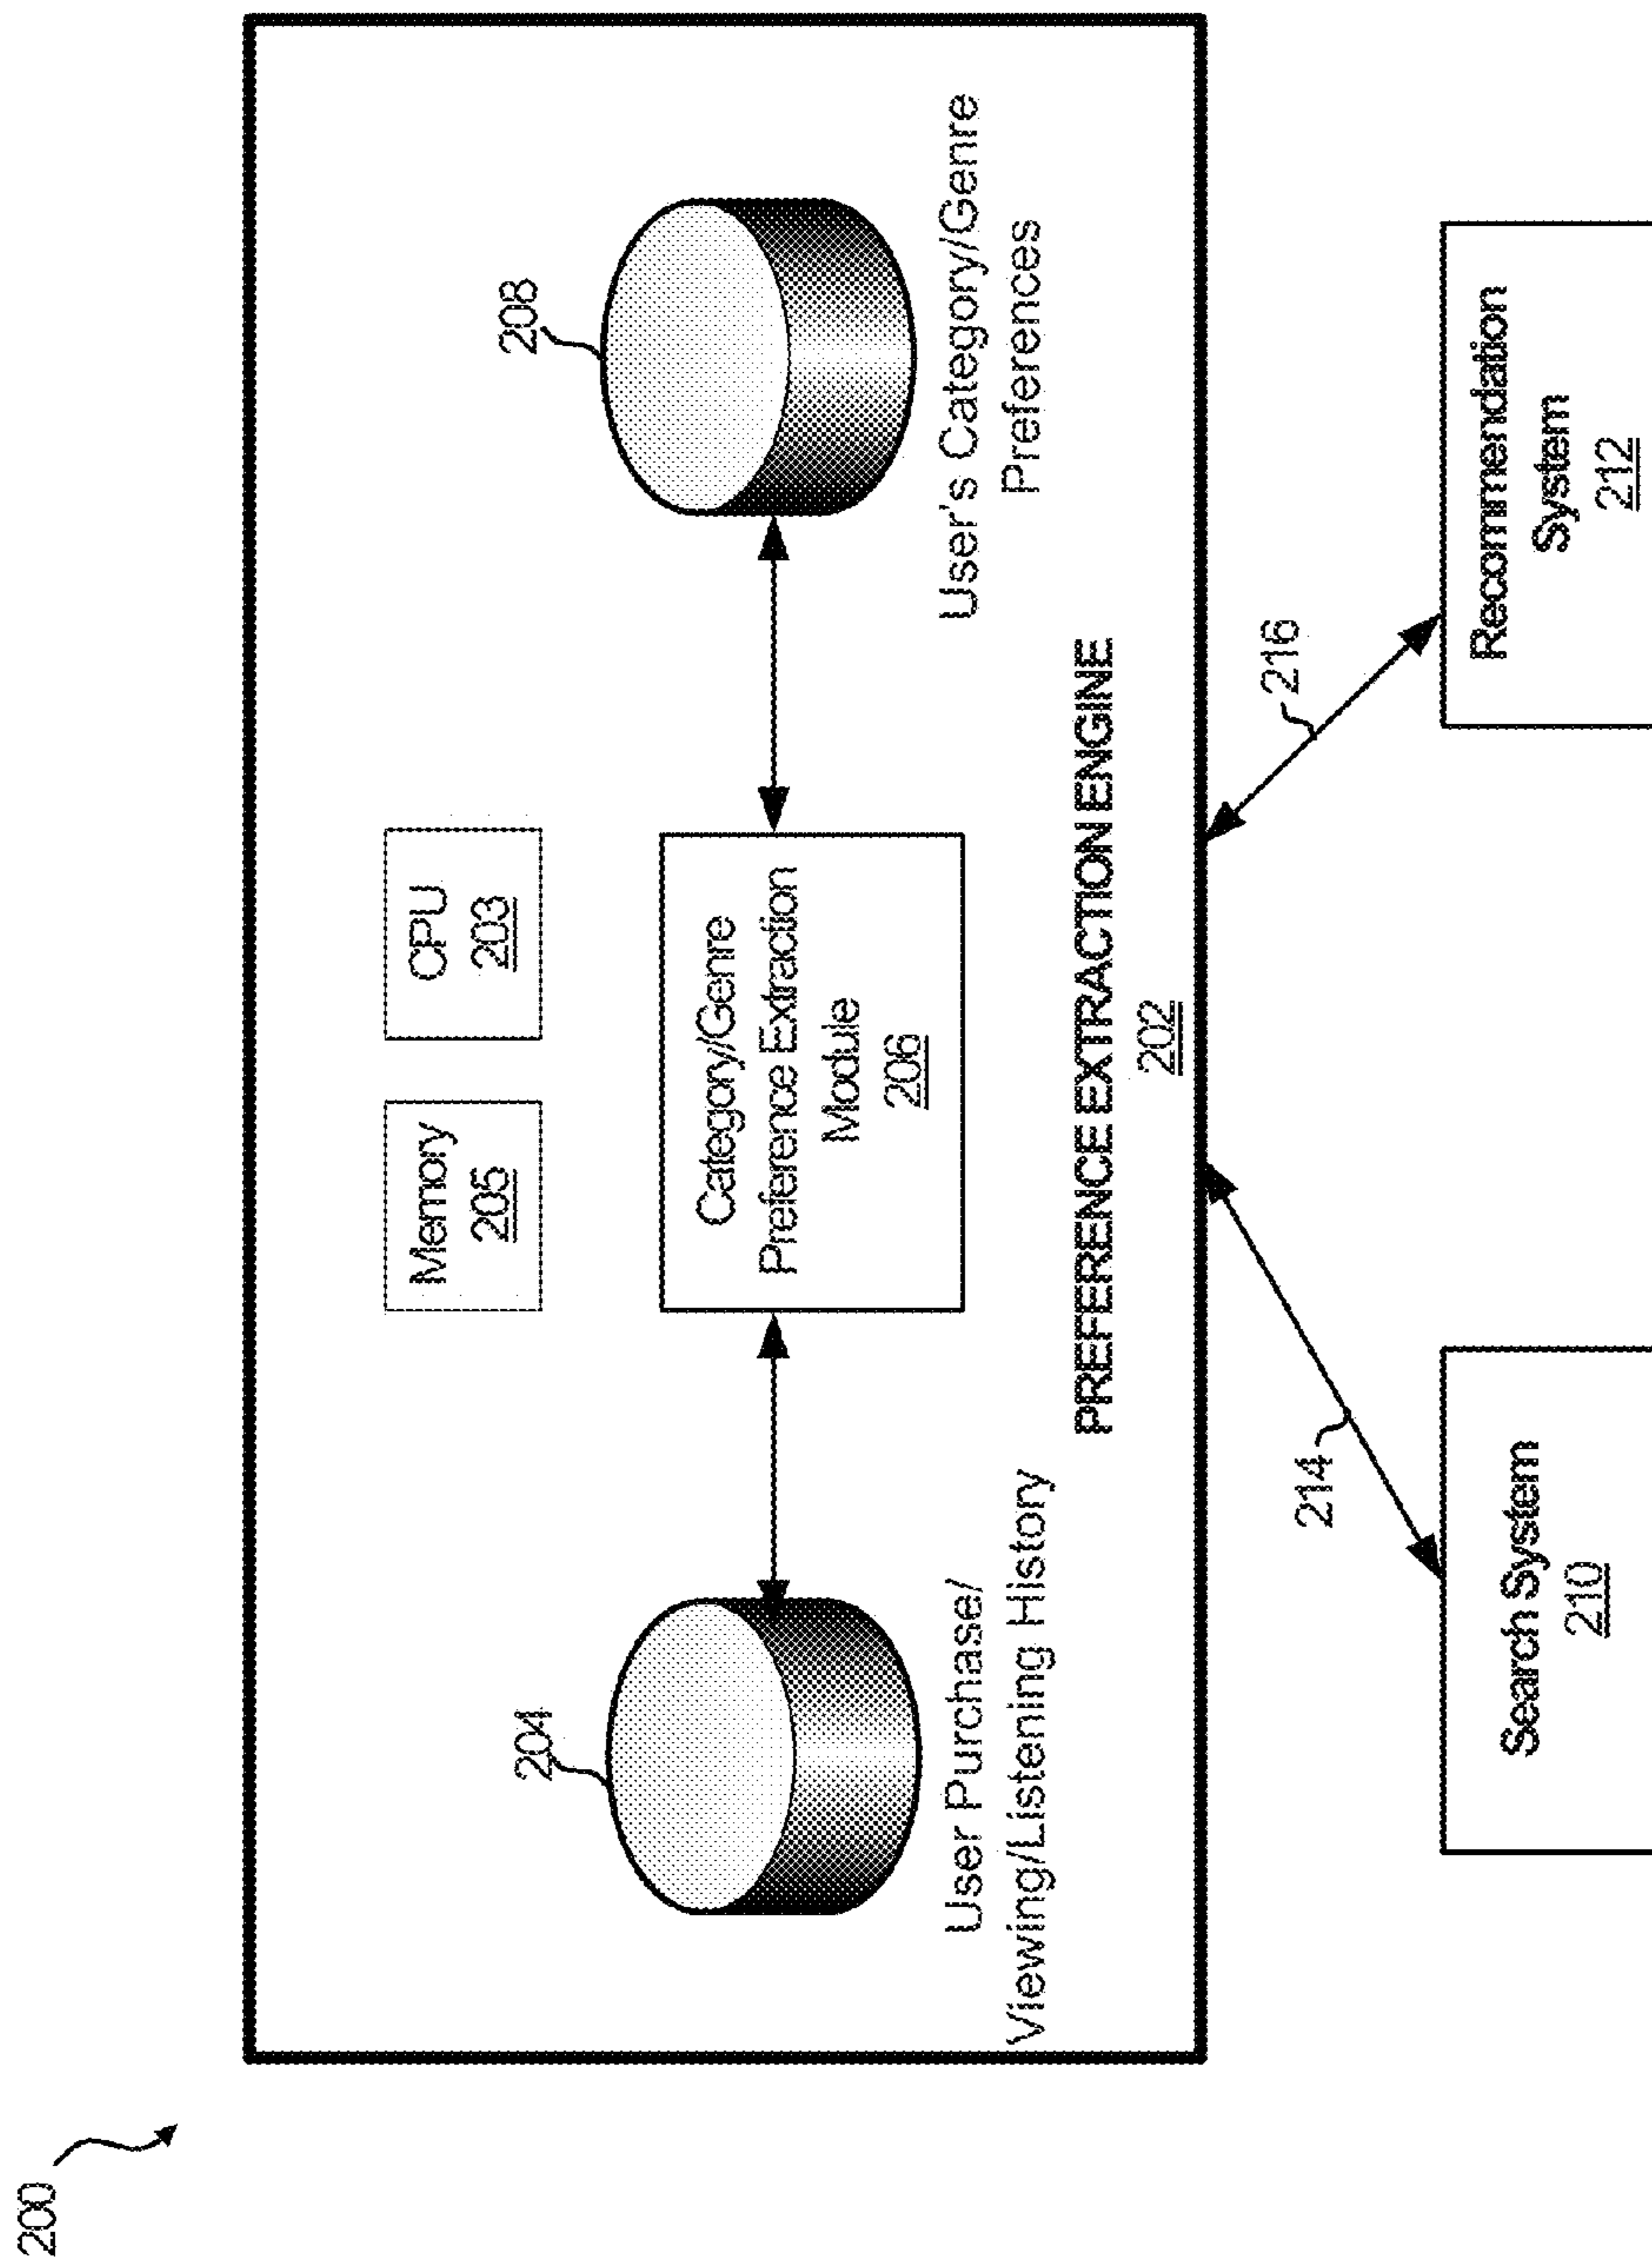 200
Memory
205
CPU
203
204
208
Category/Genre
Preference Extraction
Module
206
User Purchase/
Viewing/Listening History
User's Category/Genre
Preferences
PREFERENCE EXTRACTION ENGINE
202
214
216
Search System
210
Recommendation
System
212